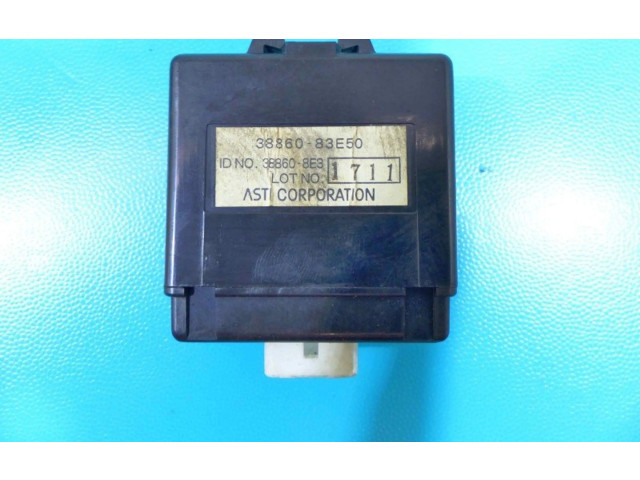 38860-83E50
ID NO. 38860-8E3
LOT NO. 1711
ASTI CORPORATION